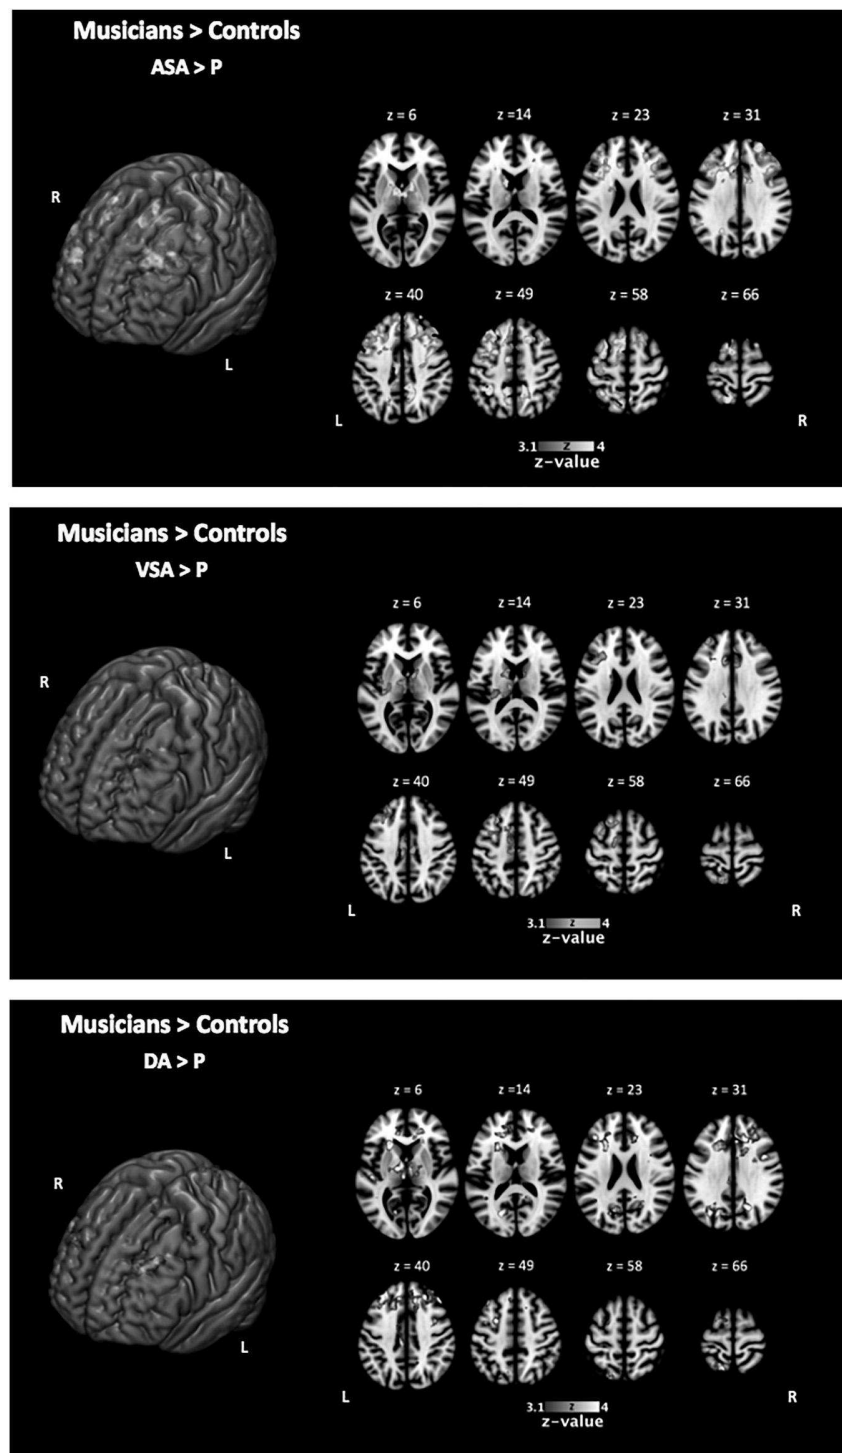 Musicians > Controls
ASA > P
z = 6
z =14
z = 23
z = 31
R
z = 40
z = 49
z = 58
z = 66
L
L
R
3.1 z 4
z-value
Musicians > Controls
VSA > P
z = 6
z =14
z = 23
z = 31
R
z = 40
z = 49
z = 58
z = 66
L
L
R
3.1 z 4
z-value
Musicians > Controls
DA > P
z = 6
z =14
z = 23
z = 31
R
z = 40
z = 49
z = 58
z = 66
L
L
R
3.1 z 4
z-value